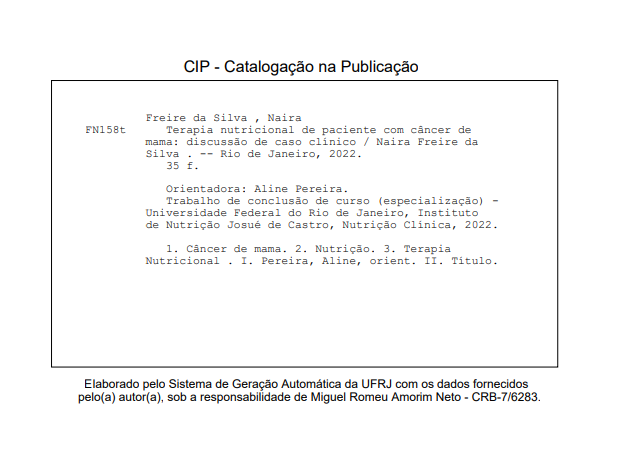 CIP - Catalogação na Publicação
Freire da Silva , Naira
FN158t Terapia nutricional de paciente com câncer de
mama: discussão de caso clínico / Naira Freire da
Silva . -- Rio de Janeiro, 2022.
35 f.
Orientadora: Aline Pereira.
Trabalho de conclusão de curso (especialização) -
Universidade Federal do Rio de Janeiro, Instituto
de Nutrição Josué de Castro, Nutrição Clínica, 2022.
1. Câncer de mama. 2. Nutrição. 3. Terapia
Nutricional . I. Pereira, Aline, orient. II. Título.
Elaborado pelo Sistema de Geração Automática da UFRJ com os dados fornecidos
pelo(a) autor(a), sob a responsabilidade de Miguel Romeu Amorim Neto - CRB-7/6283.